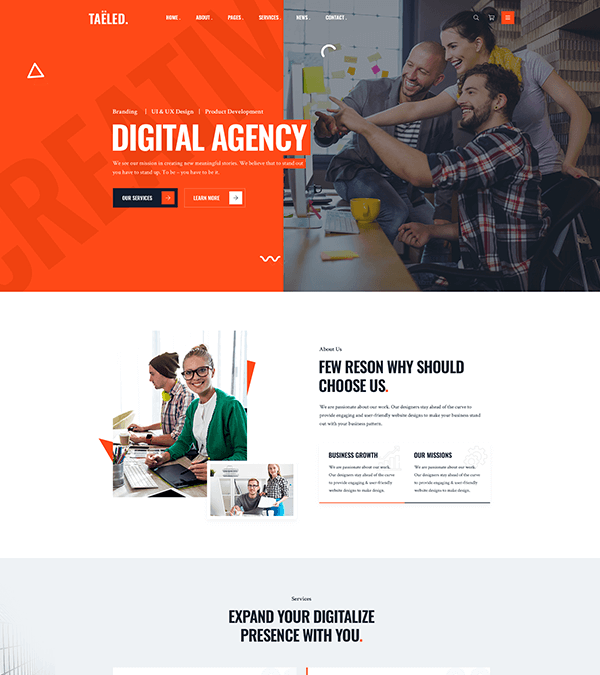 TAËLED.
HOME . ABOUT . PAGES . SERVICES . NEWS . CONTACT .
CREATIV
Branding | UI & UX Design | Product Development
DIGITAL AGENCY
We see our mission in creating new meaningful stories. We believe that to stand out
you have to stand up. To be – you have to be it.
OUR SERVICES
LEARN MORE
About Us
FEW RESON WHY SHOULD
CHOOSE US.
We are passionate about our work. Our designers stay ahead of the curve to
provide engaging and user-friendly website designs to make your business stand
out with your business pattern.
BUSINESS GROWTH
We are passionate about our work.
Our designers stay ahead of the curve
to provide engaging & user-friendly
website designs to make design.
OUR MISSIONS
We are passionate about our work.
Our designers stay ahead of the curve
to provide engaging & user-friendly
website designs to make design.
Services
EXPAND YOUR DIGITALIZE
PRESENCE WITH YOU.